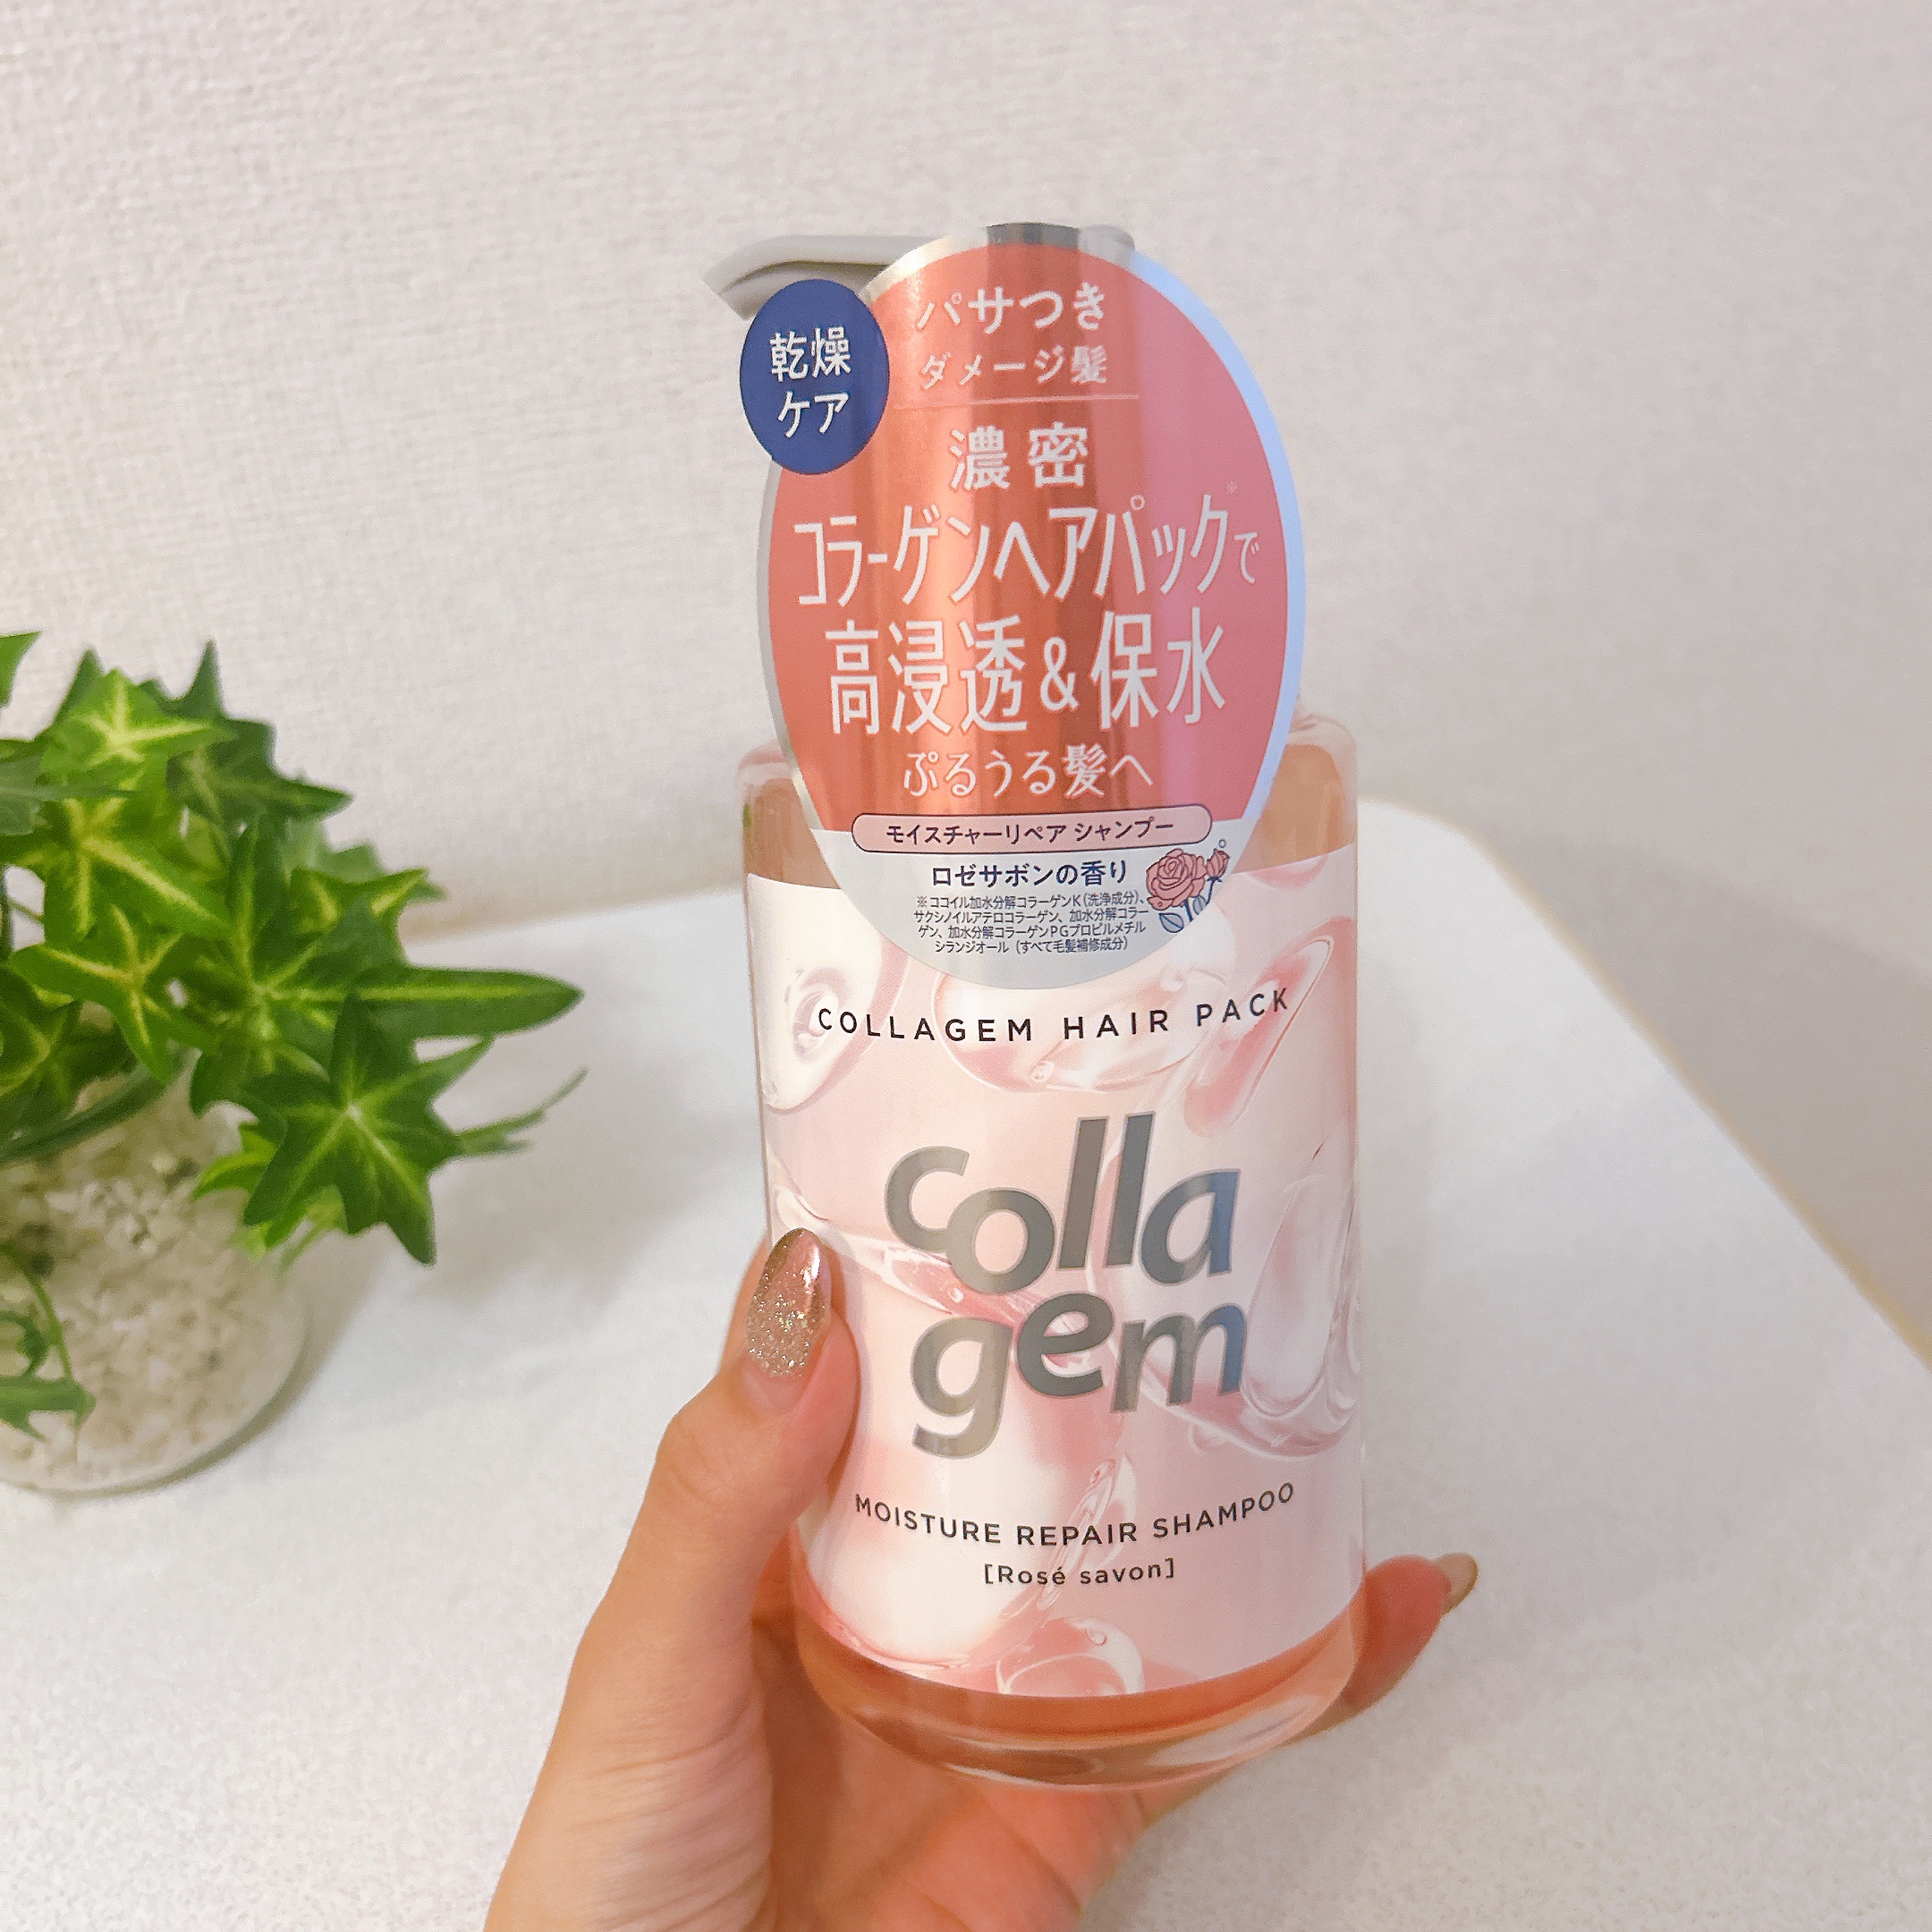 乾燥
ケア
パサつき
ダメージ髪
濃密
コラーゲンヘアパック※で
高浸透&保水
ぷるうる髪へ
モイスチャーリペア シャンプー
ロゼサボンの香り
※ココイル加水分解コラーゲンK(洗浄成分)、
サクシノイルアテロコラーゲン、加水分解コラー
ゲン、加水分解コラーゲンPGプロピルメチル
シランジオール(すべて毛髪補修成分)
COLLAGEM HAIR PACK
colla
gem
MOISTURE REPAIR SHAMPOO
[Rosé savon]